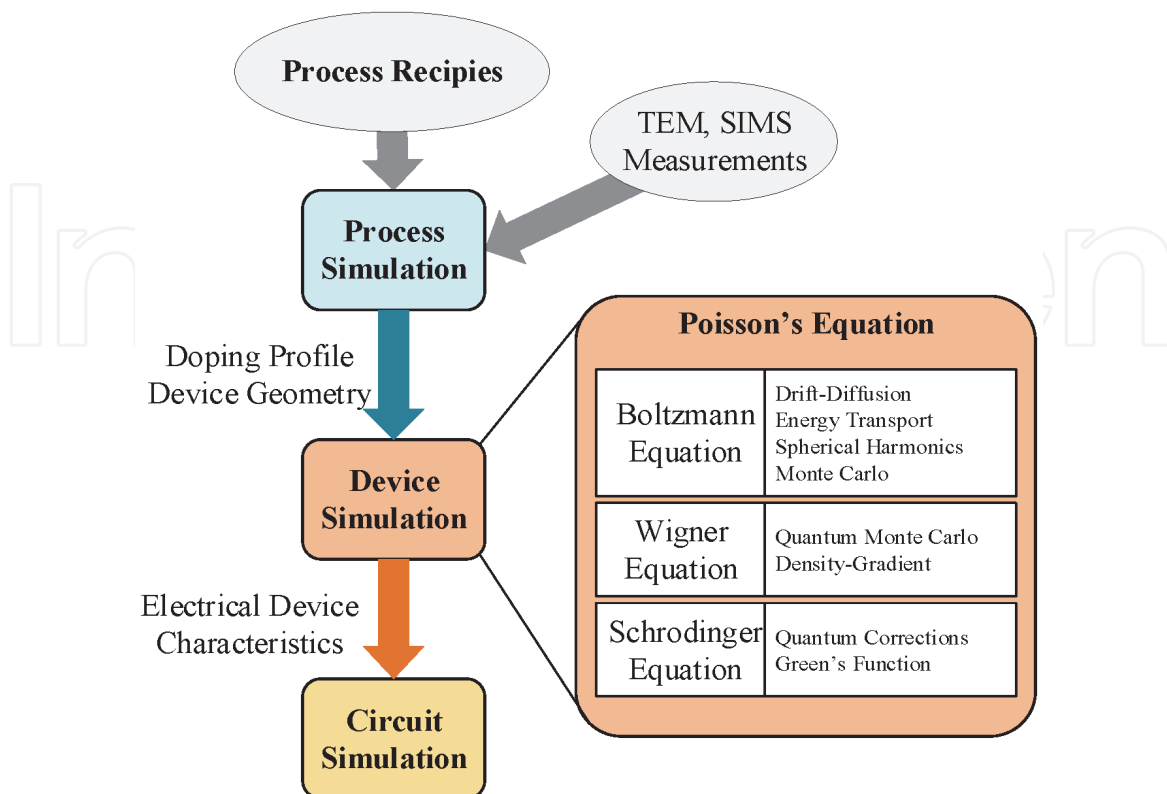 Process Recipies
TEM, SIMS
Measurements
Process
Simulation
Doping Profile
Device Geometry
Device
Simulation
Electrical Device
Characteristics
Circuit
Simulation
Poisson's Equation
Boltzmann
Equation
Drift-Diffusion
Energy Transport
Spherical Harmonics
Monte Carlo
Wigner
Equation
Quantum Monte Carlo
Density-Gradient
Schrodinger
Equation
Quantum Corrections
Green's Function